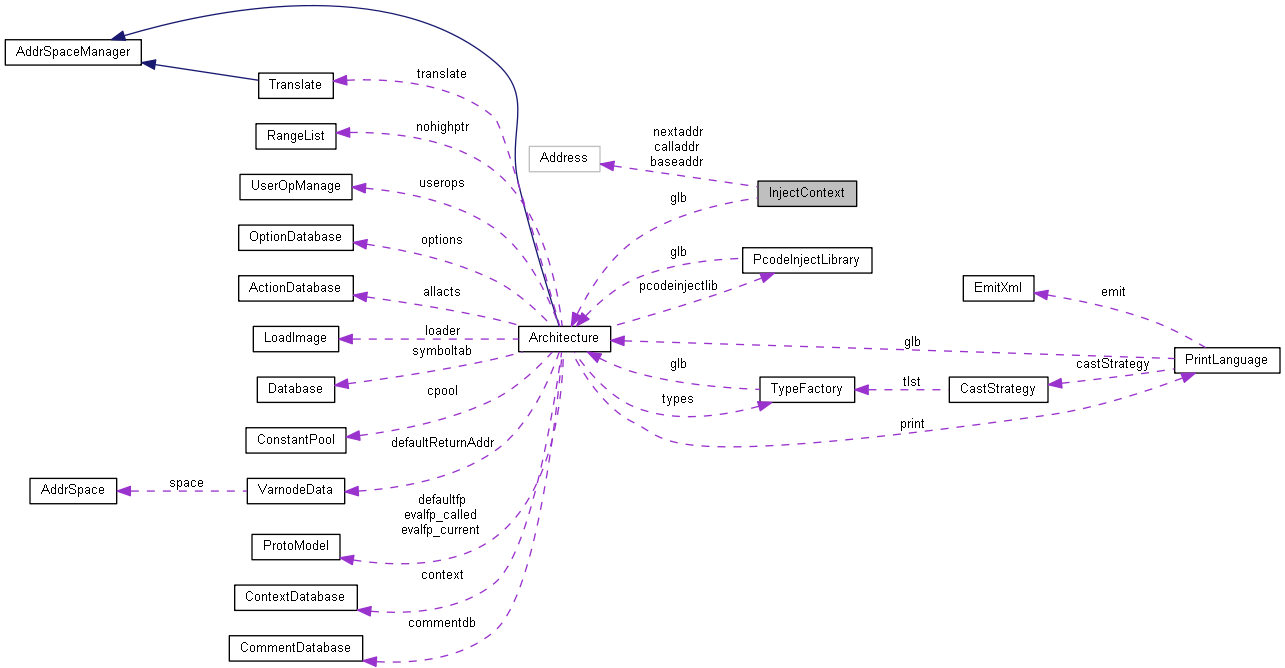 AddrSpaceManager
translate
Translate
nohighptr
RangeList
nextaddr
calladdr
baseaddr
Address
InjectContext
userops
UserOpManage
glb
options
OptionDatabase
glb
PcodeInjectLibrary
pcodeinjectlib
allacts
ActionDatabase
emit
EmitXml
loader
LoadImage
Architecture
glb
symboltab
PrintLanguage
glb
castStrategy
tlst
Database
cpool
TypeFactory
CastStrategy
types
print
ConstantPool
defaultReturnAddr
space
AddrSpace
VarnodeData
defaultfp
evalfp_called
evalfp_current
ProtoModel
context
ContextDatabase
commentdb
CommentDatabase